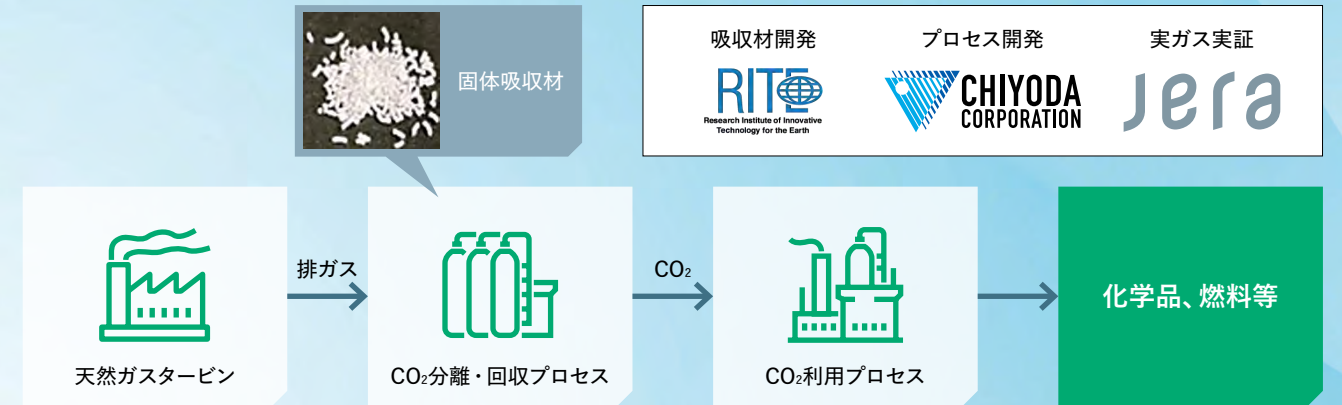 固体吸収材
吸収材開発
プロセス開発
実ガス実証
RITE
Research Institute of Innovative
Technology for the Earth
CHIYODA
CORPORATION
Jera
天然ガスタービン
排ガス
CO₂分離・回収プロセス
CO₂
CO₂利用プロセス
化学品、燃料等